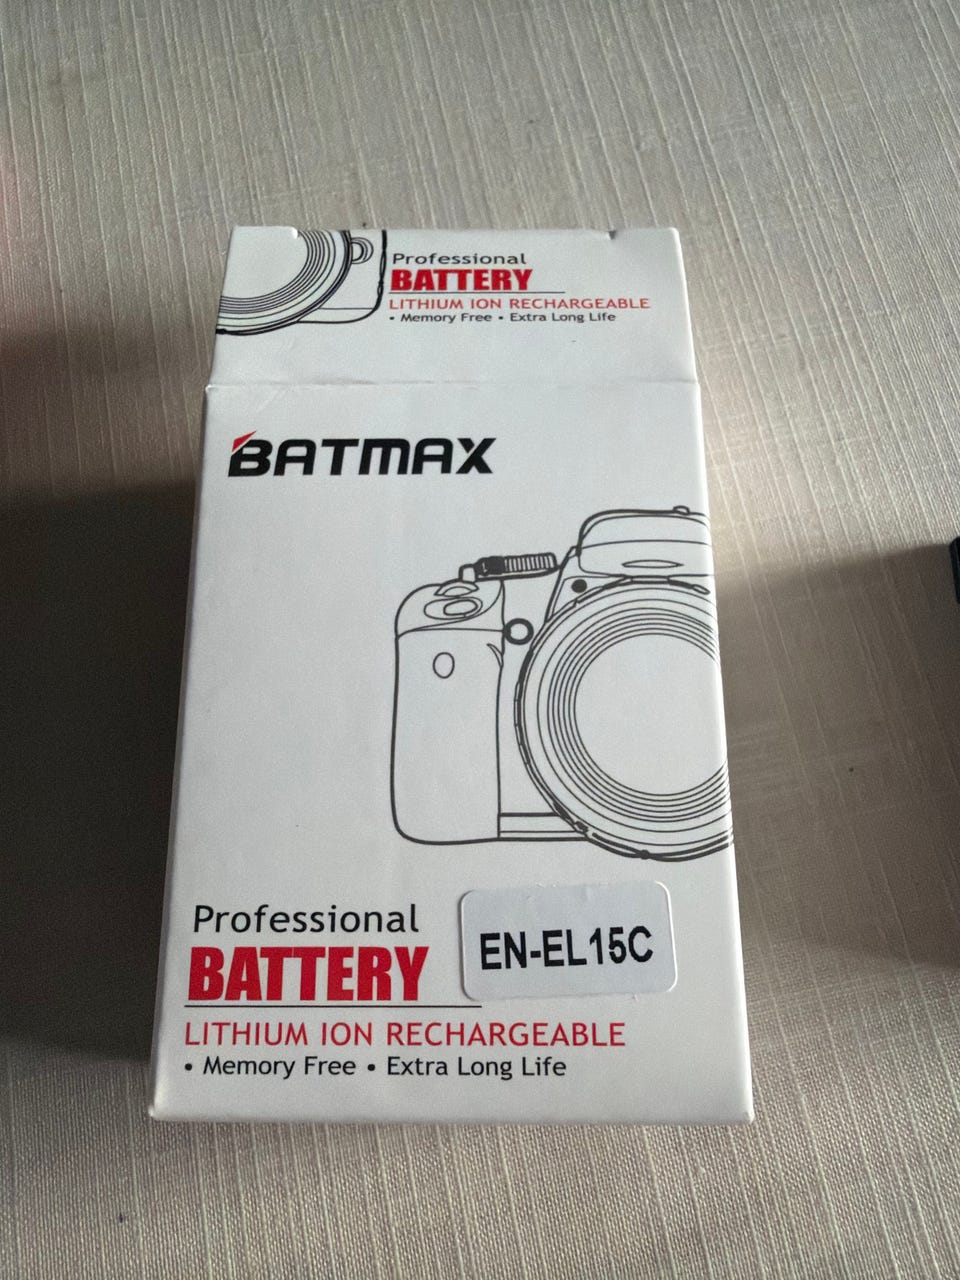 Professional
BATTERY
LITHIUM ION RECHARGEABLE
• Memory Free • Extra Long Life
BATMAX
Professional
BATTERY
EN-EL15C
LITHIUM ION RECHARGEABLE
• Memory Free • Extra Long Life